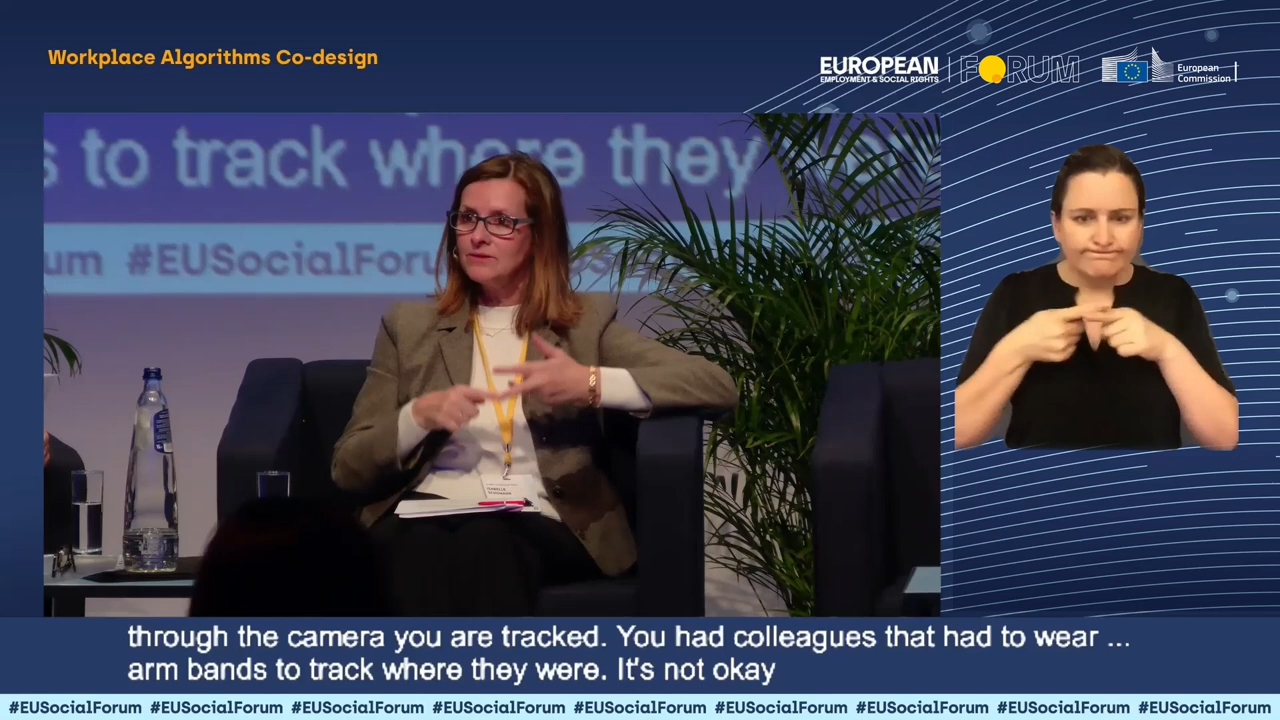 Workplace Algorithms Co-design
EUROPEAN
EMPLOYMENT & SOCIAL RIGHTS
FORUM
European
Commission
s to track where they
um #EUSocialForu
through the camera you are tracked. You had colleagues that had to wear ...
arm bands to track where they were. It's not okay
#EUSocialForum #EUSocialForum #EUSocialForum #EUSocialForum #EUSocialForum #EUSocialForum #EUSocialForum #EUSocialForum #EUSocialForum